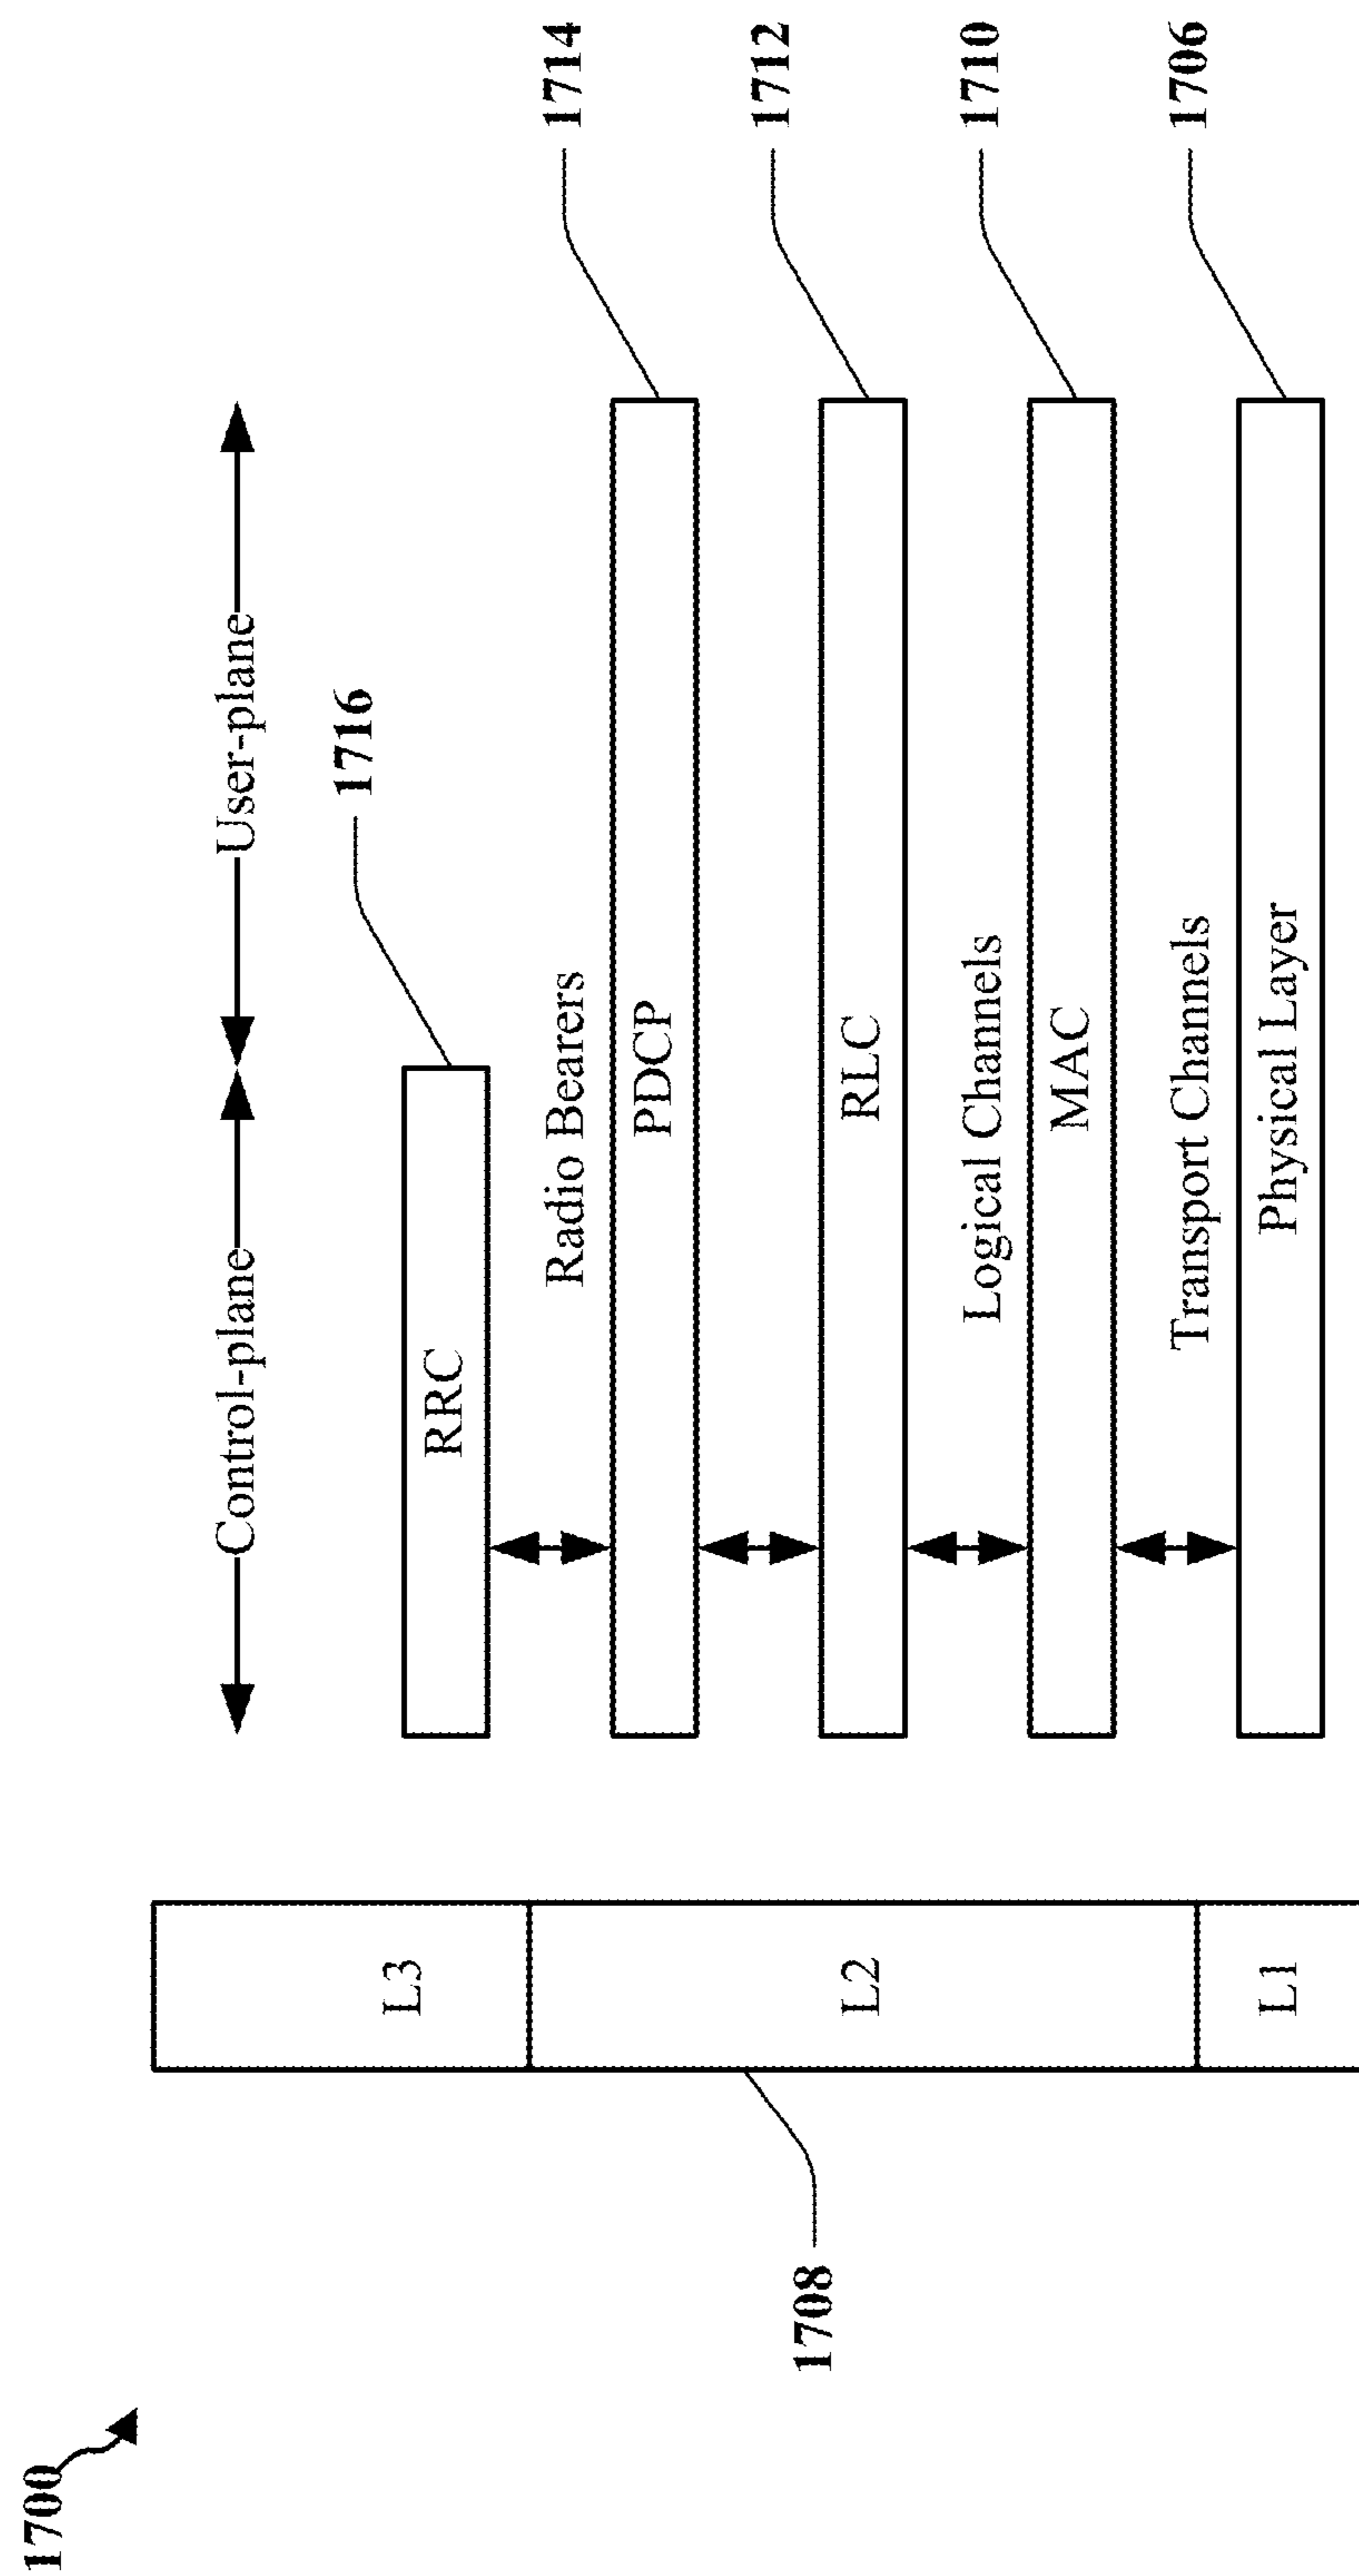 1700
Control-plane
User-plane
1716
L3
RRC
Radio Bearers
1714
PDCP
1708
L2
RLC
1712
Logical Channels
MAC
1710
Transport Channels
L1
Physical Layer
1706